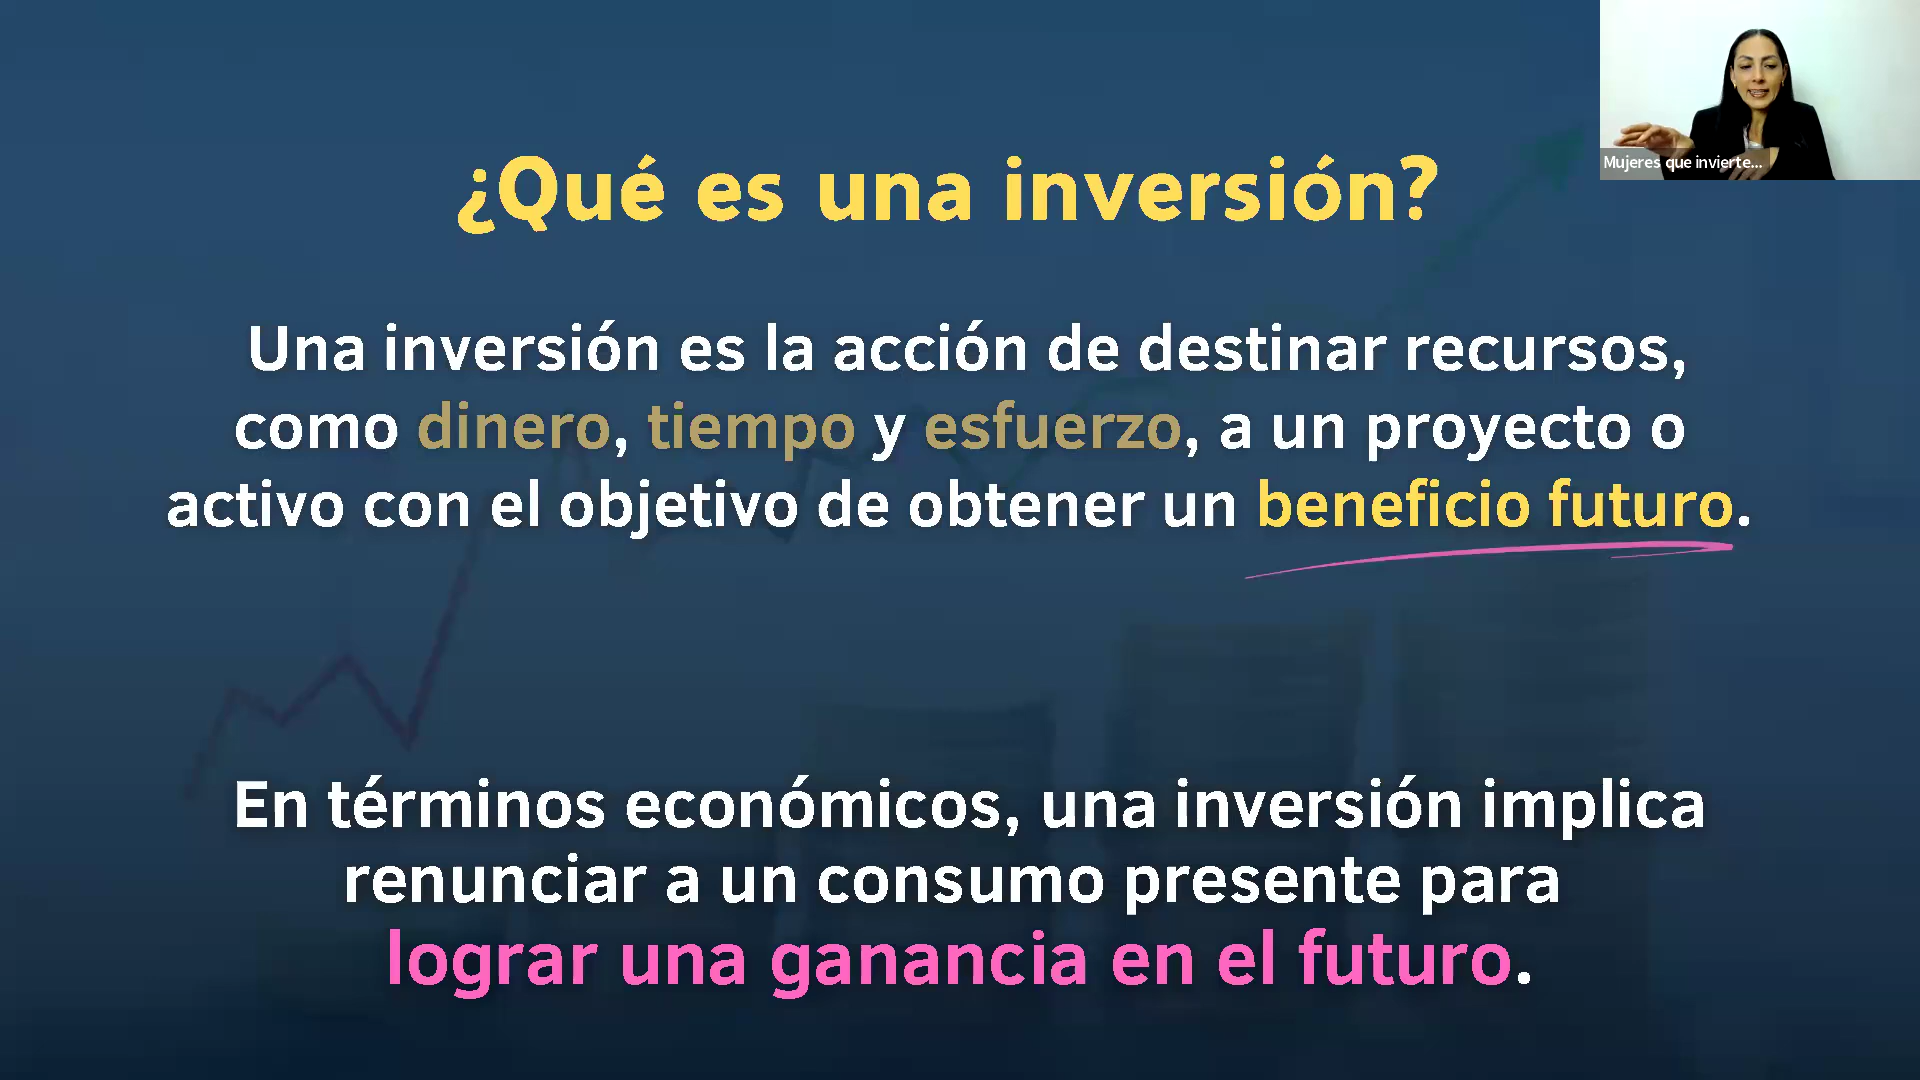 Mujeres que invierte...
¿Qué es una inversión?
Una inversión es la acción de destinar recursos,
como dinero, tiempo y esfuerzo, a un proyecto o
activo con el objetivo de obtener un beneficio futuro.
En términos económicos, una inversión implica
renunciar a un consumo presente para
lograr una ganancia en el futuro.